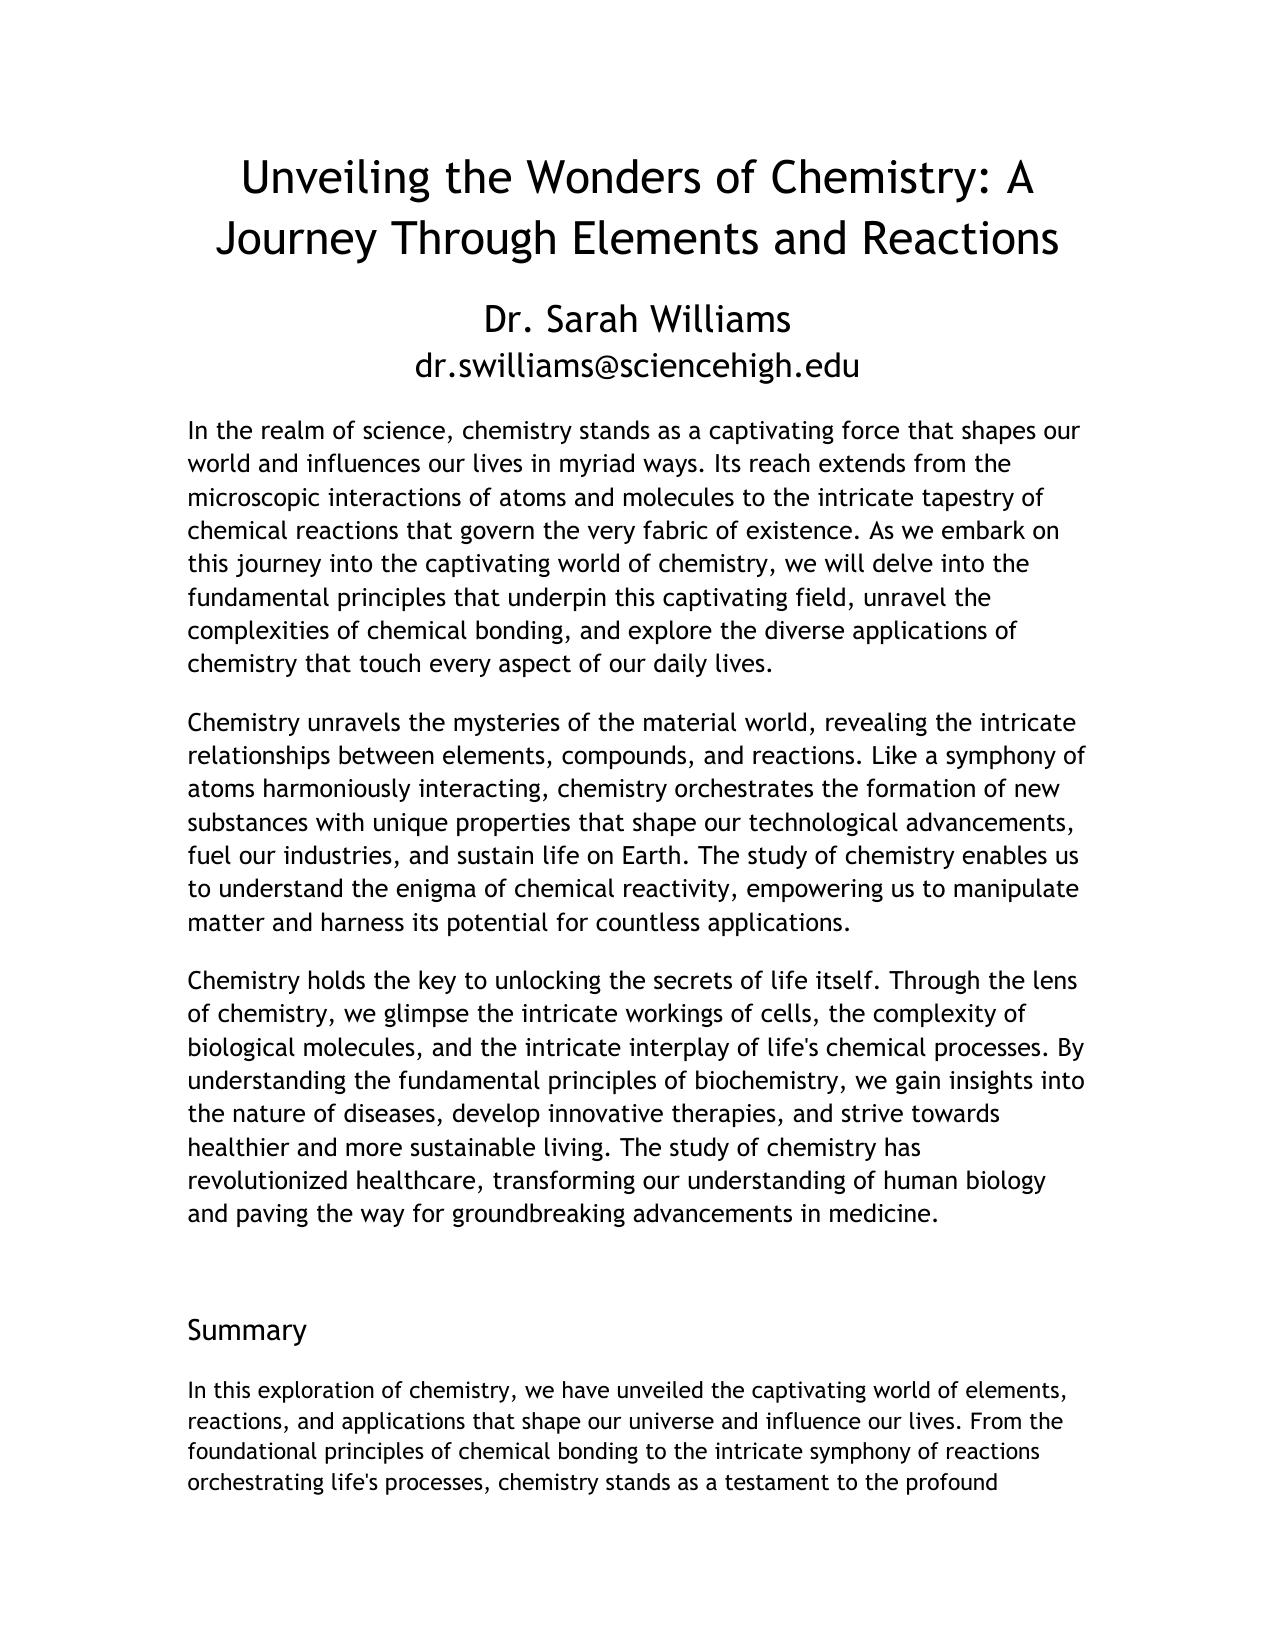 Unveiling the Wonders of Chemistry: A
Journey Through Elements and Reactions
Dr. Sarah Williams
dr.swilliams@sciencehigh.edu
In the realm of science, chemistry stands as a captivating force that shapes our
world and influences our lives in myriad ways. Its reach extends from the
microscopic interactions of atoms and molecules to the intricate tapestry of
chemical reactions that govern the very fabric of existence. As we embark on
this journey into the captivating world of chemistry, we will delve into the
fundamental principles that underpin this captivating field, unravel the
complexities of chemical bonding, and explore the diverse applications of
chemistry that touch every aspect of our daily lives.
Chemistry unravels the mysteries of the material world, revealing the intricate
relationships between elements, compounds, and reactions. Like a symphony of
atoms harmoniously interacting, chemistry orchestrates the formation of new
substances with unique properties that shape our technological advancements,
fuel our industries, and sustain life on Earth. The study of chemistry enables us
to understand the enigma of chemical reactivity, empowering us to manipulate
matter and harness its potential for countless applications.
Chemistry holds the key to unlocking the secrets of life itself. Through the lens
of chemistry, we glimpse the intricate workings of cells, the complexity of
biological molecules, and the intricate interplay of life's chemical processes. By
understanding the fundamental principles of biochemistry, we gain insights into
the nature of diseases, develop innovative therapies, and strive towards
healthier and more sustainable living. The study of chemistry has
revolutionized healthcare, transforming our understanding of human biology
and paving the way for groundbreaking advancements in medicine.
Summary
In this exploration of chemistry, we have unveiled the captivating world of elements,
reactions, and applications that shape our universe and influence our lives. From the
foundational principles of chemical bonding to the intricate symphony of reactions
orchestrating life's processes, chemistry stands as a testament to the profound